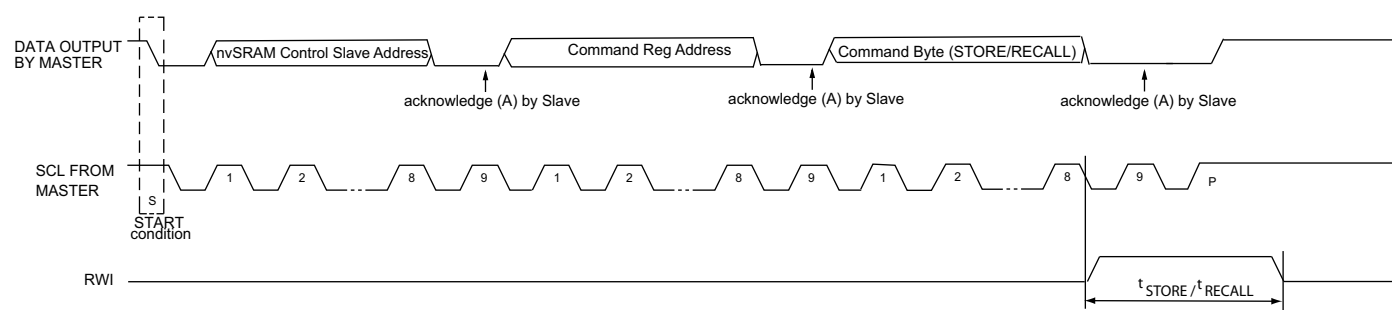 DATA OUTPUT
BY MASTER
nvSRAM Control Slave Address
Command Reg Address
Command Byte (STORE/RECALL)
acknowledge (A) by Slave
acknowledge (A) by Slave
acknowledge (A) by Slave
SCL FROM
MASTER
1 2 8 9 1 2 8 9 1 2 8 9
S
P
START
condition
RWI
tSTORE/tRECALL